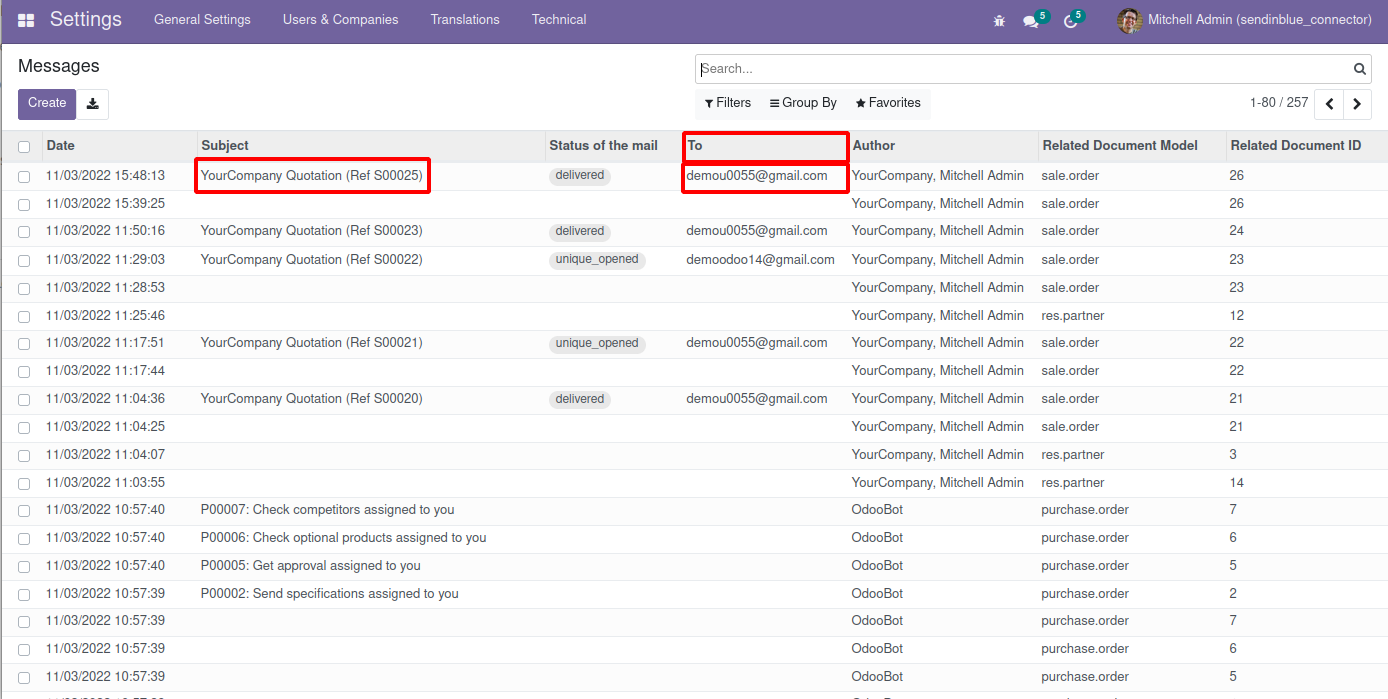 Settings General Settings Users & Companies Translations Technical 5 5 Mitchell Admin (sendinblue_connector)
Messages
Search...
Create Filters Group By Favorites 1-80 / 257
Date Subject Status of the mail To Author Related Document Model Related Document ID
11/03/2022 15:48:13 YourCompany Quotation (Ref S00025) delivered demou0055@gmail.com YourCompany, Mitchell Admin sale.order 26
11/03/2022 15:39:25 YourCompany, Mitchell Admin sale.order 26
11/03/2022 11:50:16 YourCompany Quotation (Ref S00023) delivered demou0055@gmail.com YourCompany, Mitchell Admin sale.order 24
11/03/2022 11:29:03 YourCompany Quotation (Ref S00022) unique_opened demoodoo14@gmail.com YourCompany, Mitchell Admin sale.order 23
11/03/2022 11:28:53 YourCompany, Mitchell Admin sale.order 23
11/03/2022 11:25:46 YourCompany, Mitchell Admin res.partner 12
11/03/2022 11:17:51 YourCompany Quotation (Ref S00021) unique_opened demou0055@gmail.com YourCompany, Mitchell Admin sale.order 22
11/03/2022 11:17:44 YourCompany, Mitchell Admin sale.order 22
11/03/2022 11:04:36 YourCompany Quotation (Ref S00020) delivered demou0055@gmail.com YourCompany, Mitchell Admin sale.order 21
11/03/2022 11:04:25 YourCompany, Mitchell Admin sale.order 21
11/03/2022 11:04:07 YourCompany, Mitchell Admin res.partner 3
11/03/2022 11:03:55 YourCompany, Mitchell Admin res.partner 14
11/03/2022 10:57:40 P00007: Check competitors assigned to you OdooBot purchase.order 7
11/03/2022 10:57:40 P00006: Check optional products assigned to you OdooBot purchase.order 6
11/03/2022 10:57:40 P00005: Get approval assigned to you OdooBot purchase.order 5
11/03/2022 10:57:39 P00002: Send specifications assigned to you OdooBot purchase.order 2
11/03/2022 10:57:39 OdooBot purchase.order 7
11/03/2022 10:57:39 OdooBot purchase.order 6
11/03/2022 10:57:39 OdooBot purchase.order 5